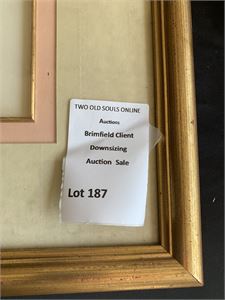 TWO OLD SOULS ONLINE
Auctions
Brimfield Client
Downsizing
Auction Sale
Lot 187